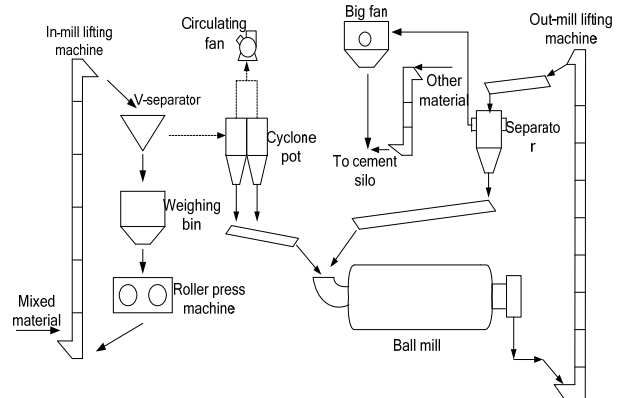 In-mill lifting
machine
Circulating
fan
Big fan
Out-mill lifting
machine
V-separator
Other
material
Cyclone
pot
Separato
r
To cement
silo
Weighing
bin
Roller press
machine
Mixed
material
Ball mill